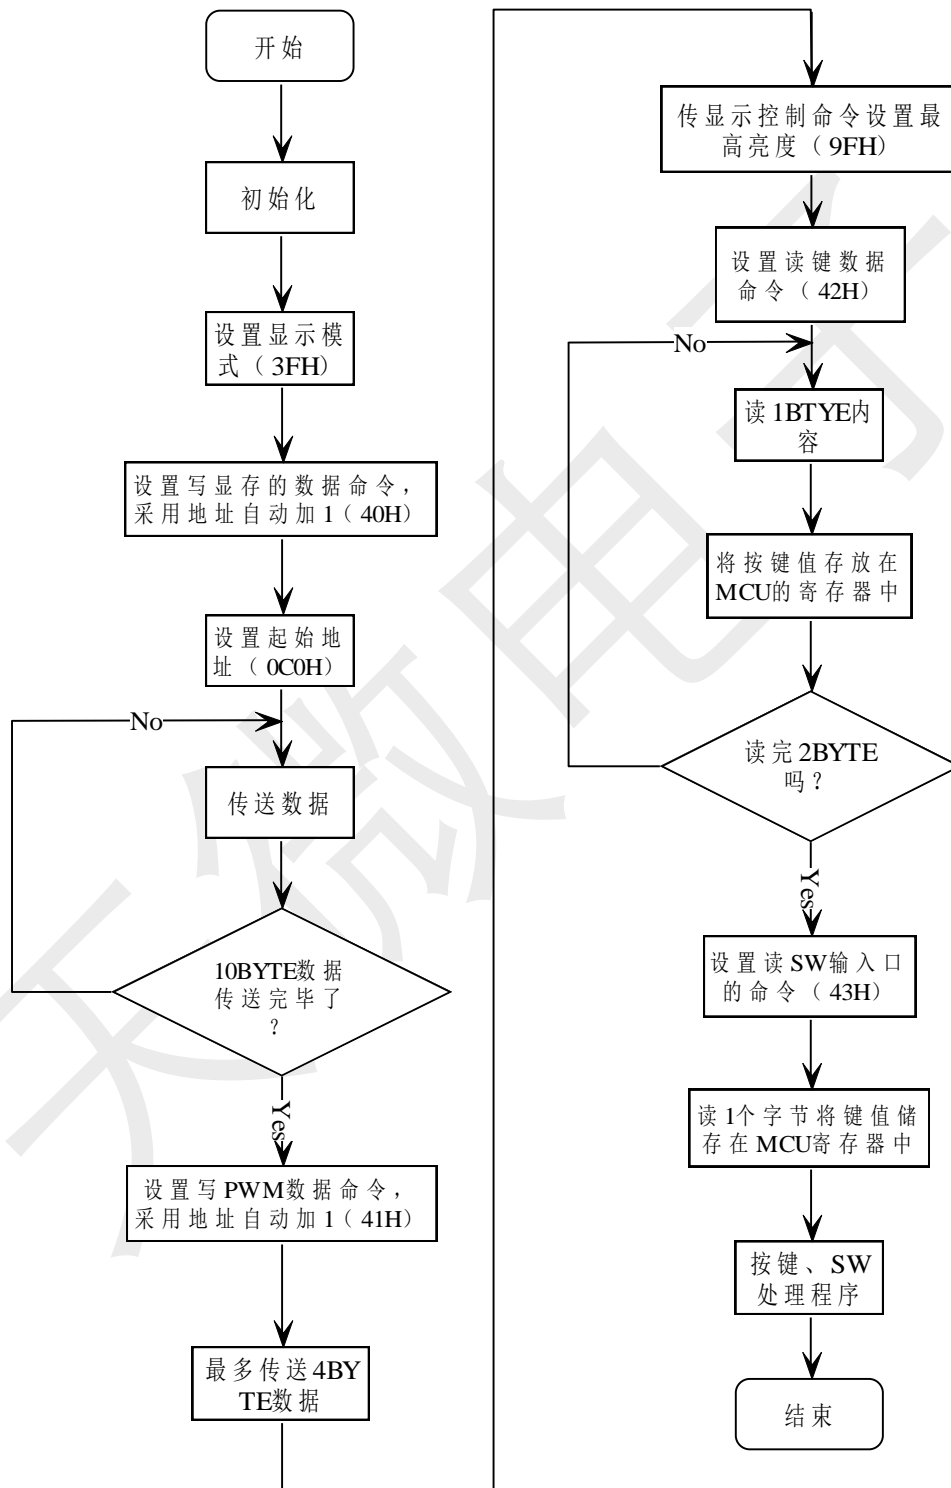 开始
初始化
设置显示模
式（3FH）
设置写显存的数据命令，
采用地址自动加1（40H）
设置起始地
址（0C0H）
No
传送数据
10BYTE数据
传送完毕了
？
Yes
设置写PWM数据命令，
采用地址自动加1（41H）
最多传送4BY
TE数据
传显示控制命令设置最
高亮度（9FH）
设置读键数据
命令（42H）
No
读1BTYE内
容
将按键值存放在
MCU的寄存器中
读完2BYTE
吗？
Yes
设置读SW输入口
的命令（43H）
读1个字节将键值储
存在MCU寄存器中
按键、SW
处理程序
结束
天微电子